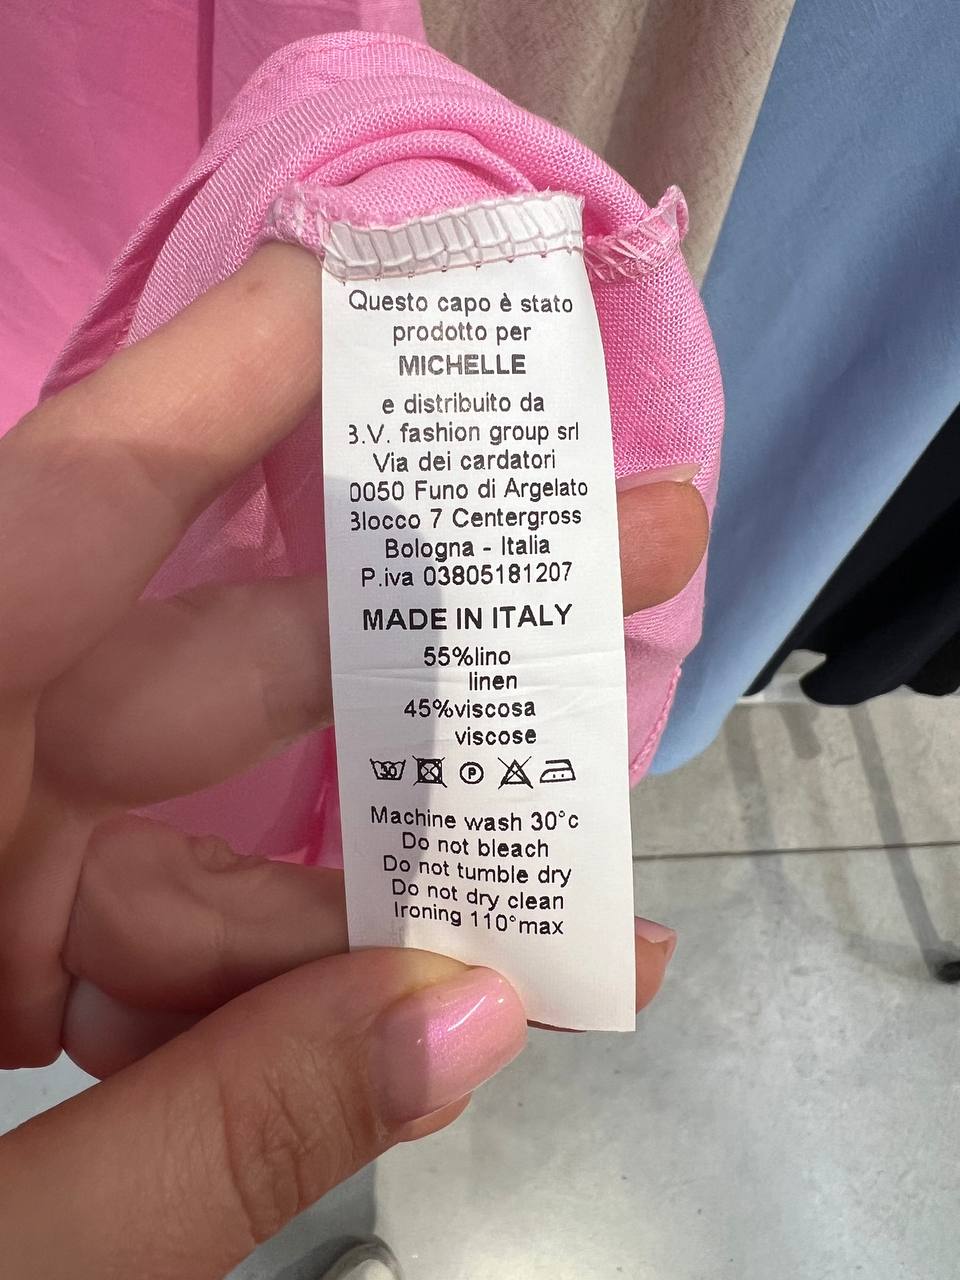 Questo capo è stato
prodotto per
MICHELLE
e distribuito da
B.V. fashion group srl
Via dei cardatori
0050 Funo di Argelato
Blocco 7 Centergross
Bologna - Italia
P.iva 03805181207
MADE IN ITALY
55%lino
linen
45%viscosa
viscose
30 P
Machine wash 30°c
Do not bleach
Do not tumble dry
Do not dry clean
Ironing 110°max